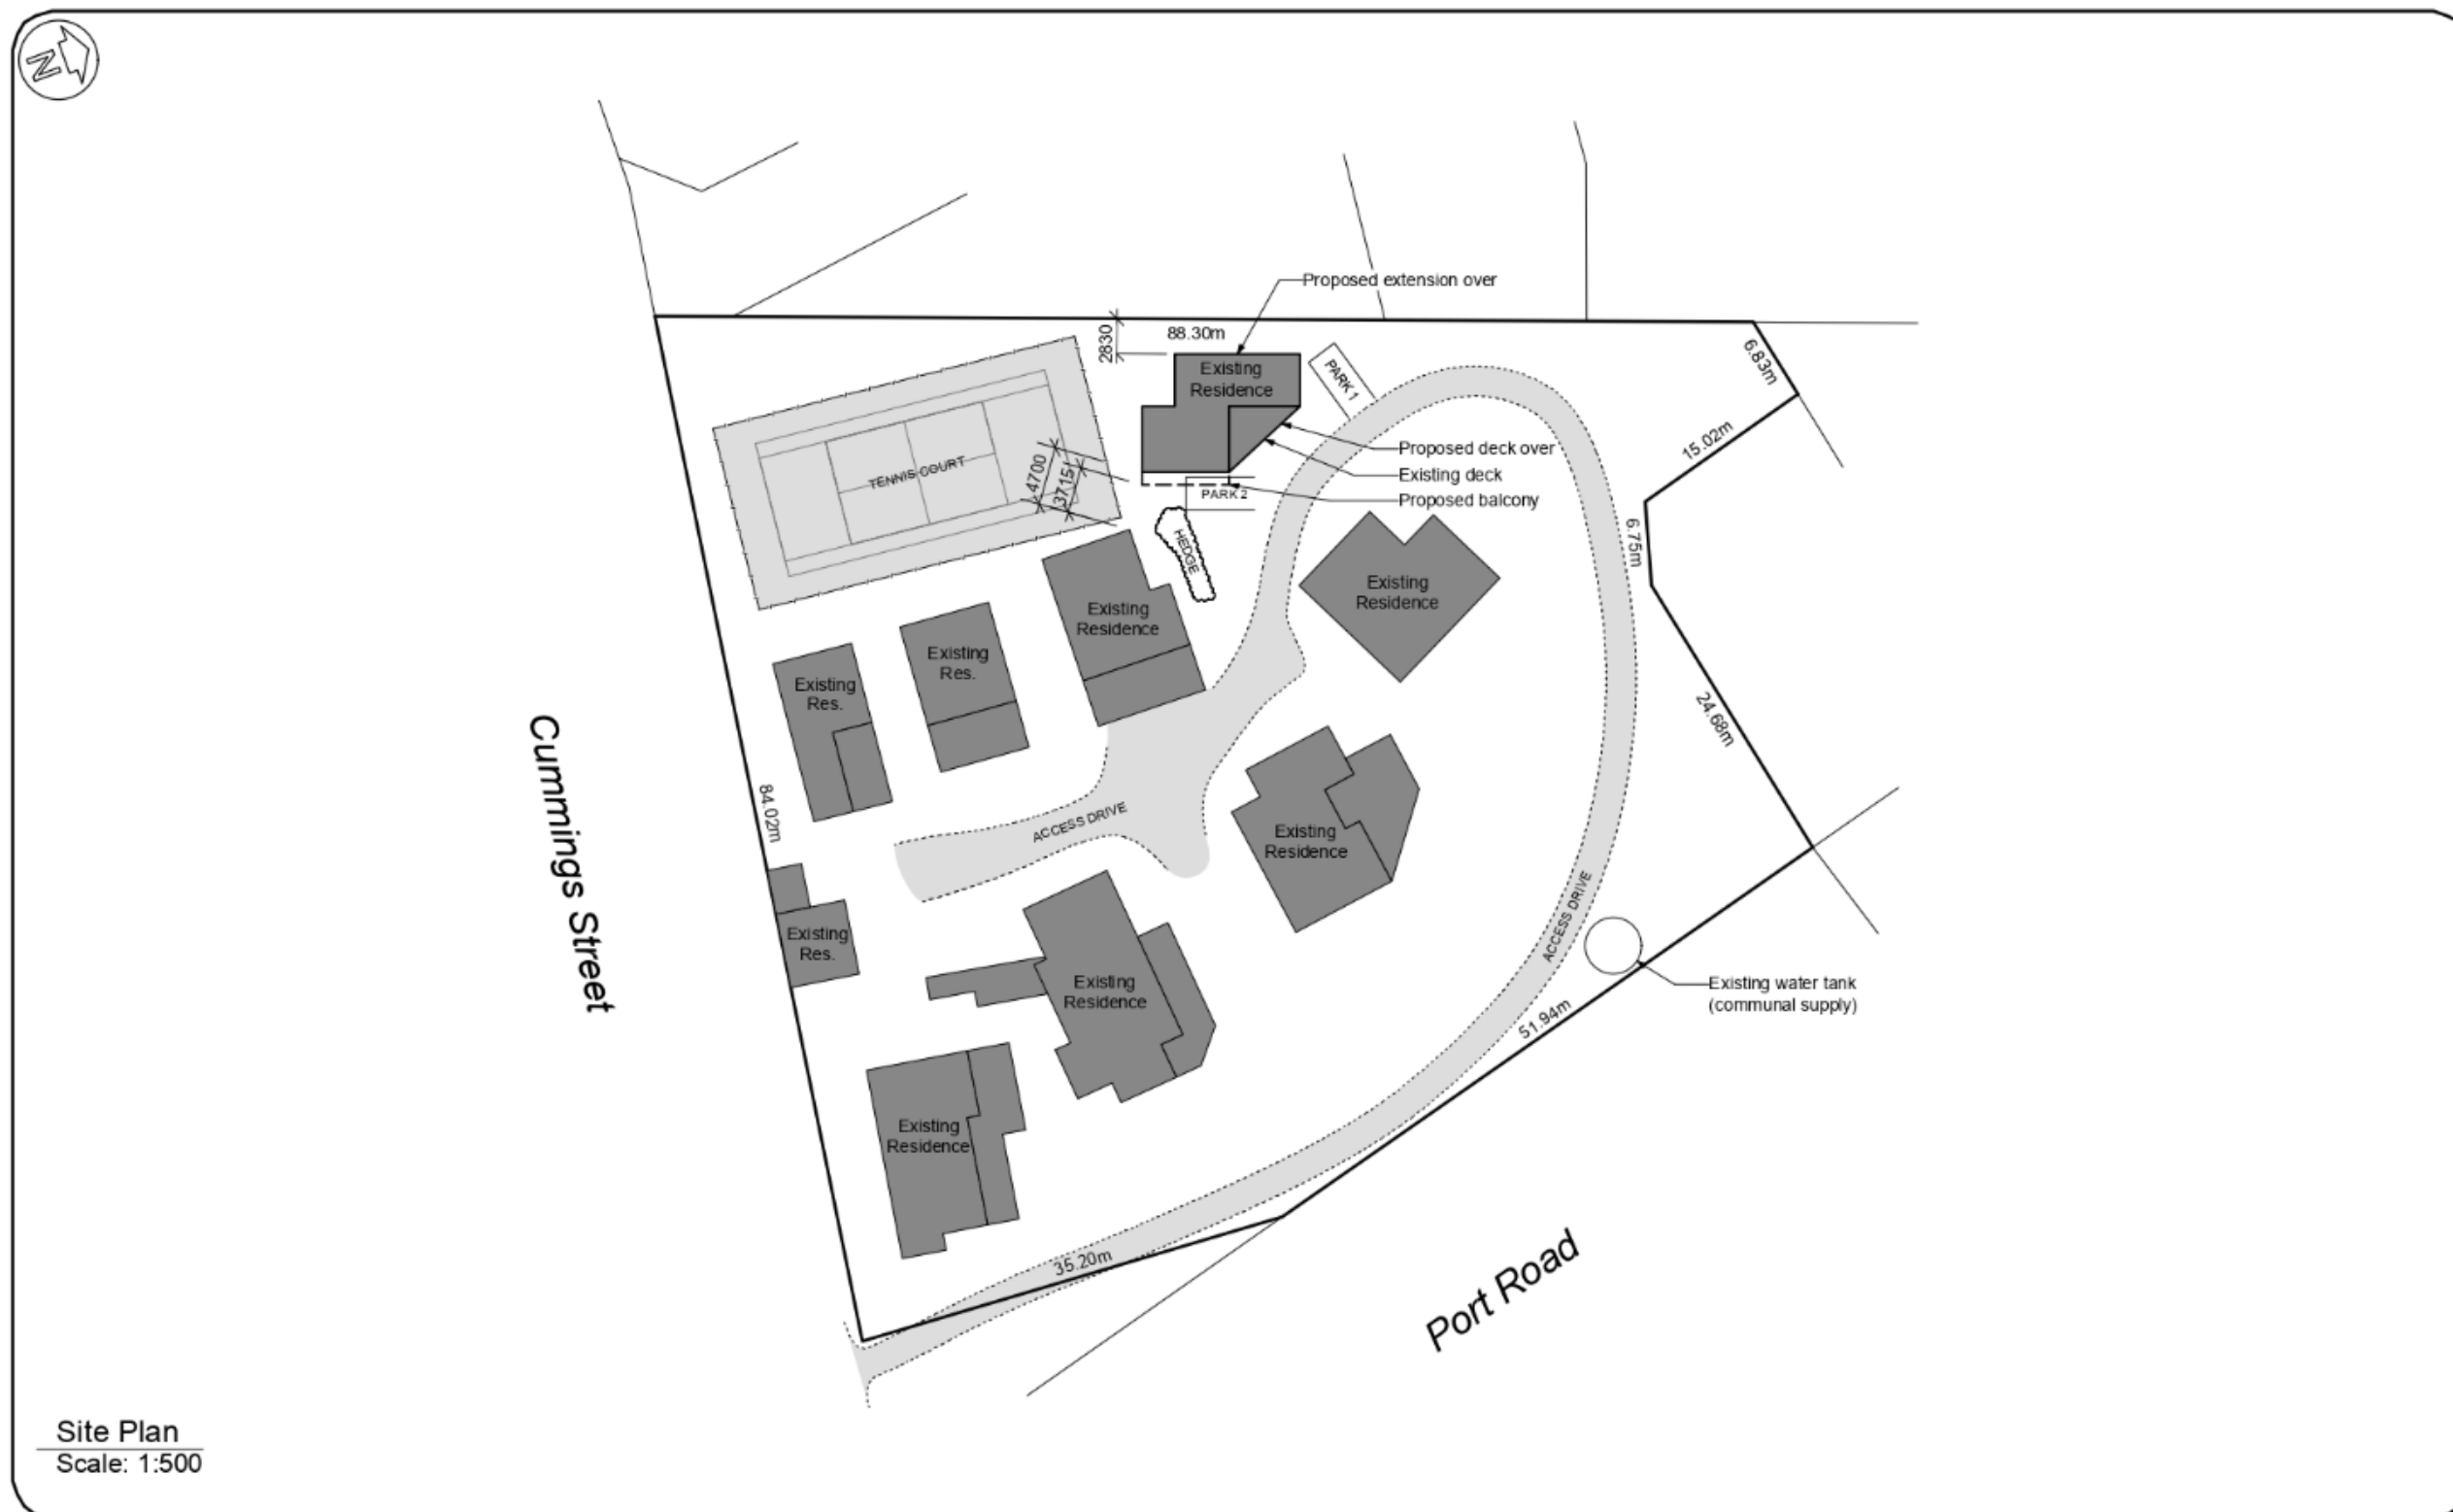 N
Proposed extension over
2830
88.30m
6.83m
Existing
Residence
PARK 1
15.02m
Proposed deck over
Existing deck
Proposed balcony
TENNIS COURT
4700
3715
PARK 2
HEDGE
6.75m
Existing
Residence
Existing
Residence
Existing
Res.
Existing
Res.
24.68m
Cummings Street
84.02m
ACCESS DRIVE
Existing
Residence
ACCESS DRIVE
Existing
Res.
Existing
Residence
Existing water tank
(communal supply)
51.94m
Existing
Residence
35.20m
Port Road
Site Plan
Scale: 1:500